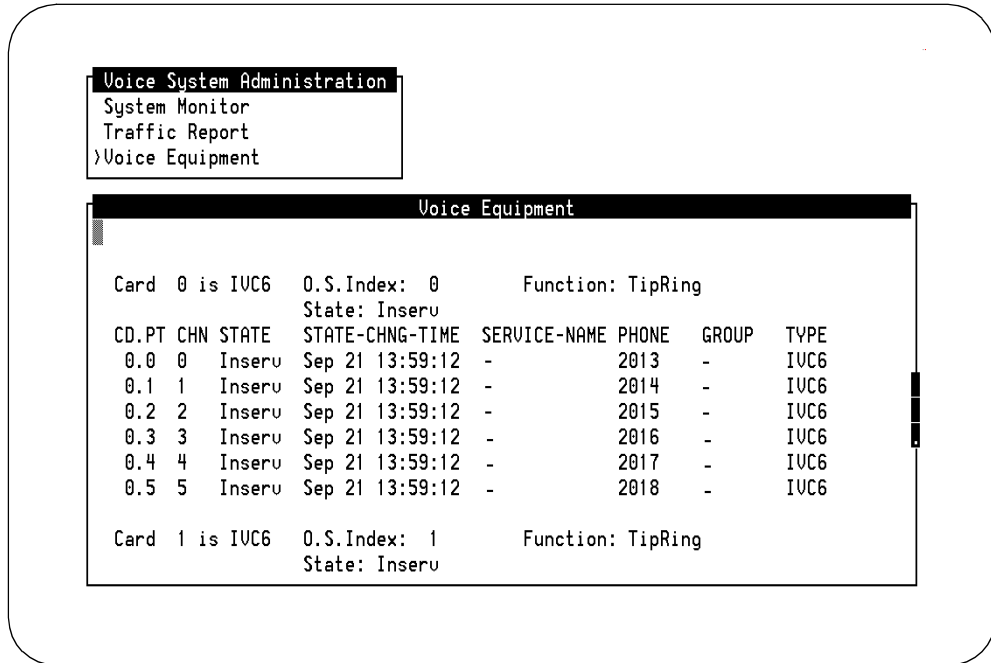 Voice System Administration
System Monitor
Traffic Report
>Voice Equipment
Voice Equipment
Card 0 is IVC6 O.S.Index: 0 Function: TipRing
State: Inserv
CD.PT CHN STATE STATE-CHNG-TIME SERVICE-NAME PHONE GROUP TYPE
0.0 0 Inserv Sep 21 13:59:12 - 2013 - IVC6
0.1 1 Inserv Sep 21 13:59:12 - 2014 - IVC6
0.2 2 Inserv Sep 21 13:59:12 - 2015 - IVC6
0.3 3 Inserv Sep 21 13:59:12 - 2016 - IVC6
0.4 4 Inserv Sep 21 13:59:12 - 2017 - IVC6
0.5 5 Inserv Sep 21 13:59:12 - 2018 - IVC6
Card 1 is IVC6 O.S.Index: 1 Function: TipRing
State: Inserv